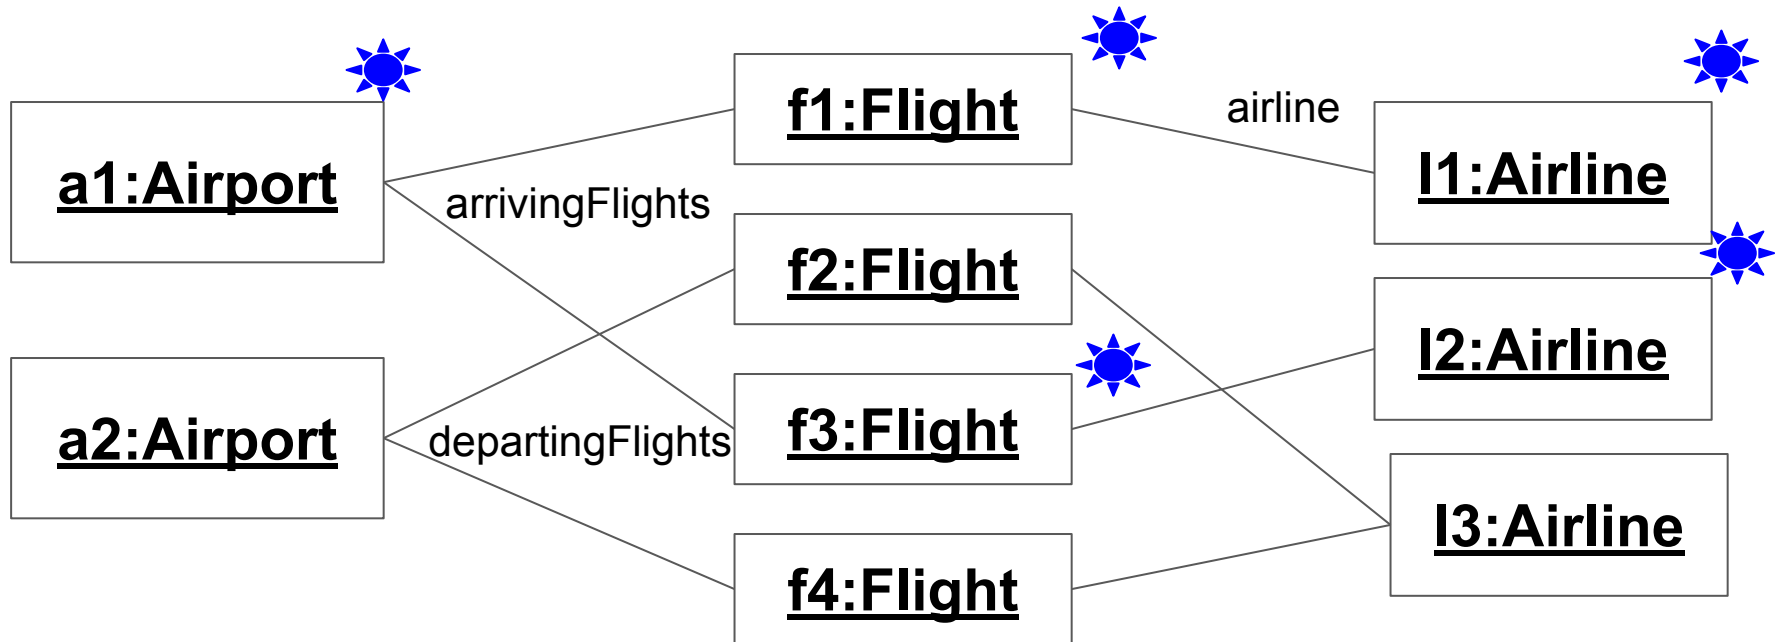 a1:Airport
arrivingFlights
a2:Airport
departingFlights
f1:Flight
f2:Flight
f3:Flight
f4:Flight
airline
l1:Airline
l2:Airline
l3:Airline